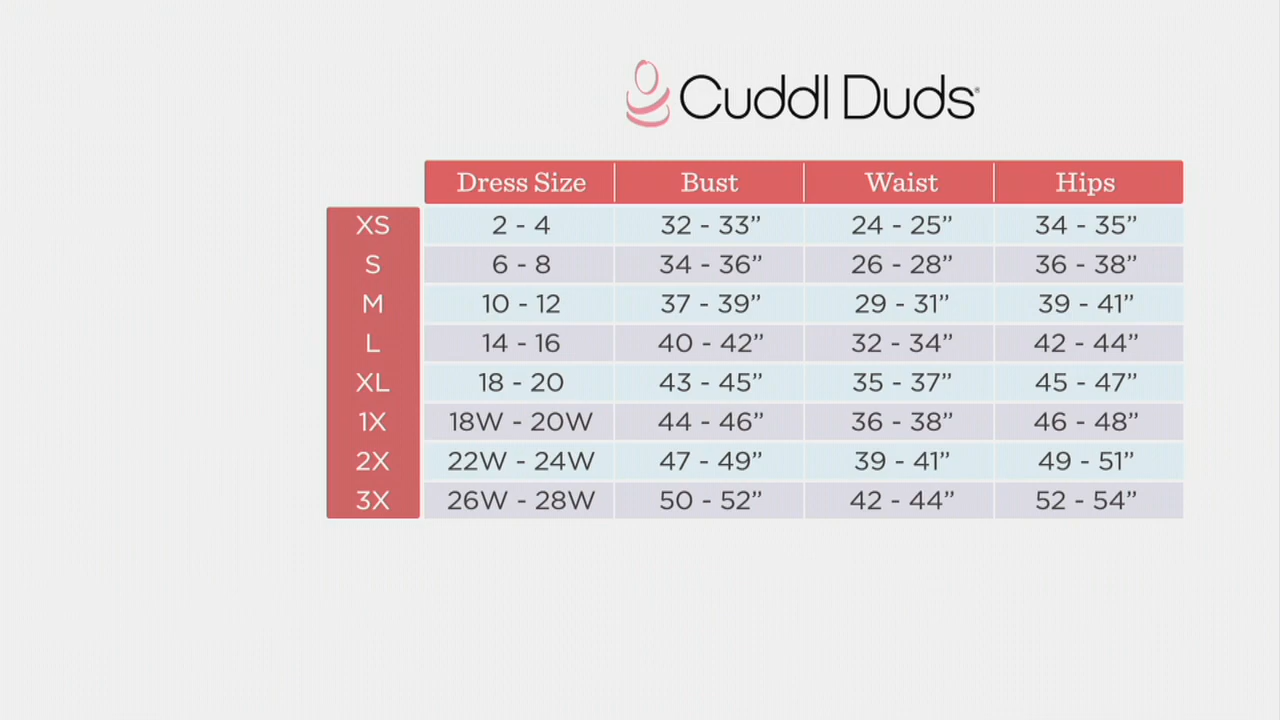 Cuddl Duds®
Dress Size Bust Waist Hips
XS 2 - 4 32 - 33” 24 - 25” 34 - 35”
S 6 - 8 34 - 36” 26 - 28” 36 - 38”
M 10 - 12 37 - 39” 29 - 31” 39 - 41”
L 14 - 16 40 - 42” 32 - 34” 42 - 44”
XL 18 - 20 43 - 45” 35 - 37” 45 - 47”
1X 18W - 20W 44 - 46” 36 - 38” 46 - 48”
2X 22W - 24W 47 - 49” 39 - 41” 49 - 51”
3X 26W - 28W 50 - 52” 42 - 44” 52 - 54”